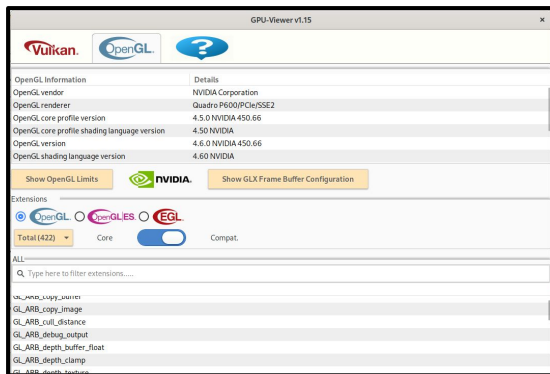 GPU-Viewer v1.15 ×
Vulkan. OpenGL. ?
OpenGL Information Details
OpenGL vendor NVIDIA Corporation
OpenGL renderer Quadro P600/PCIe/SSE2
OpenGL core profile version 4.5.0 NVIDIA 450.66
OpenGL core profile shading language version 4.50 NVIDIA
OpenGL version 4.6.0 NVIDIA 450.66
OpenGL shading language version 4.60 NVIDIA
Show OpenGL Limits NVIDIA. Show GLX Frame Buffer Configuration
Extensions
OpenGL. OpenGL|ES. EGL.
Total (422) Core Compat.
ALL
Type here to filter extensions.....
GL_ARB_copy_buffer
GL_ARB_copy_image
GL_ARB_cull_distance
GL_ARB_debug_output
GL_ARB_depth_buffer_float
GL_ARB_depth_clamp
GL_ARB_depth_texture